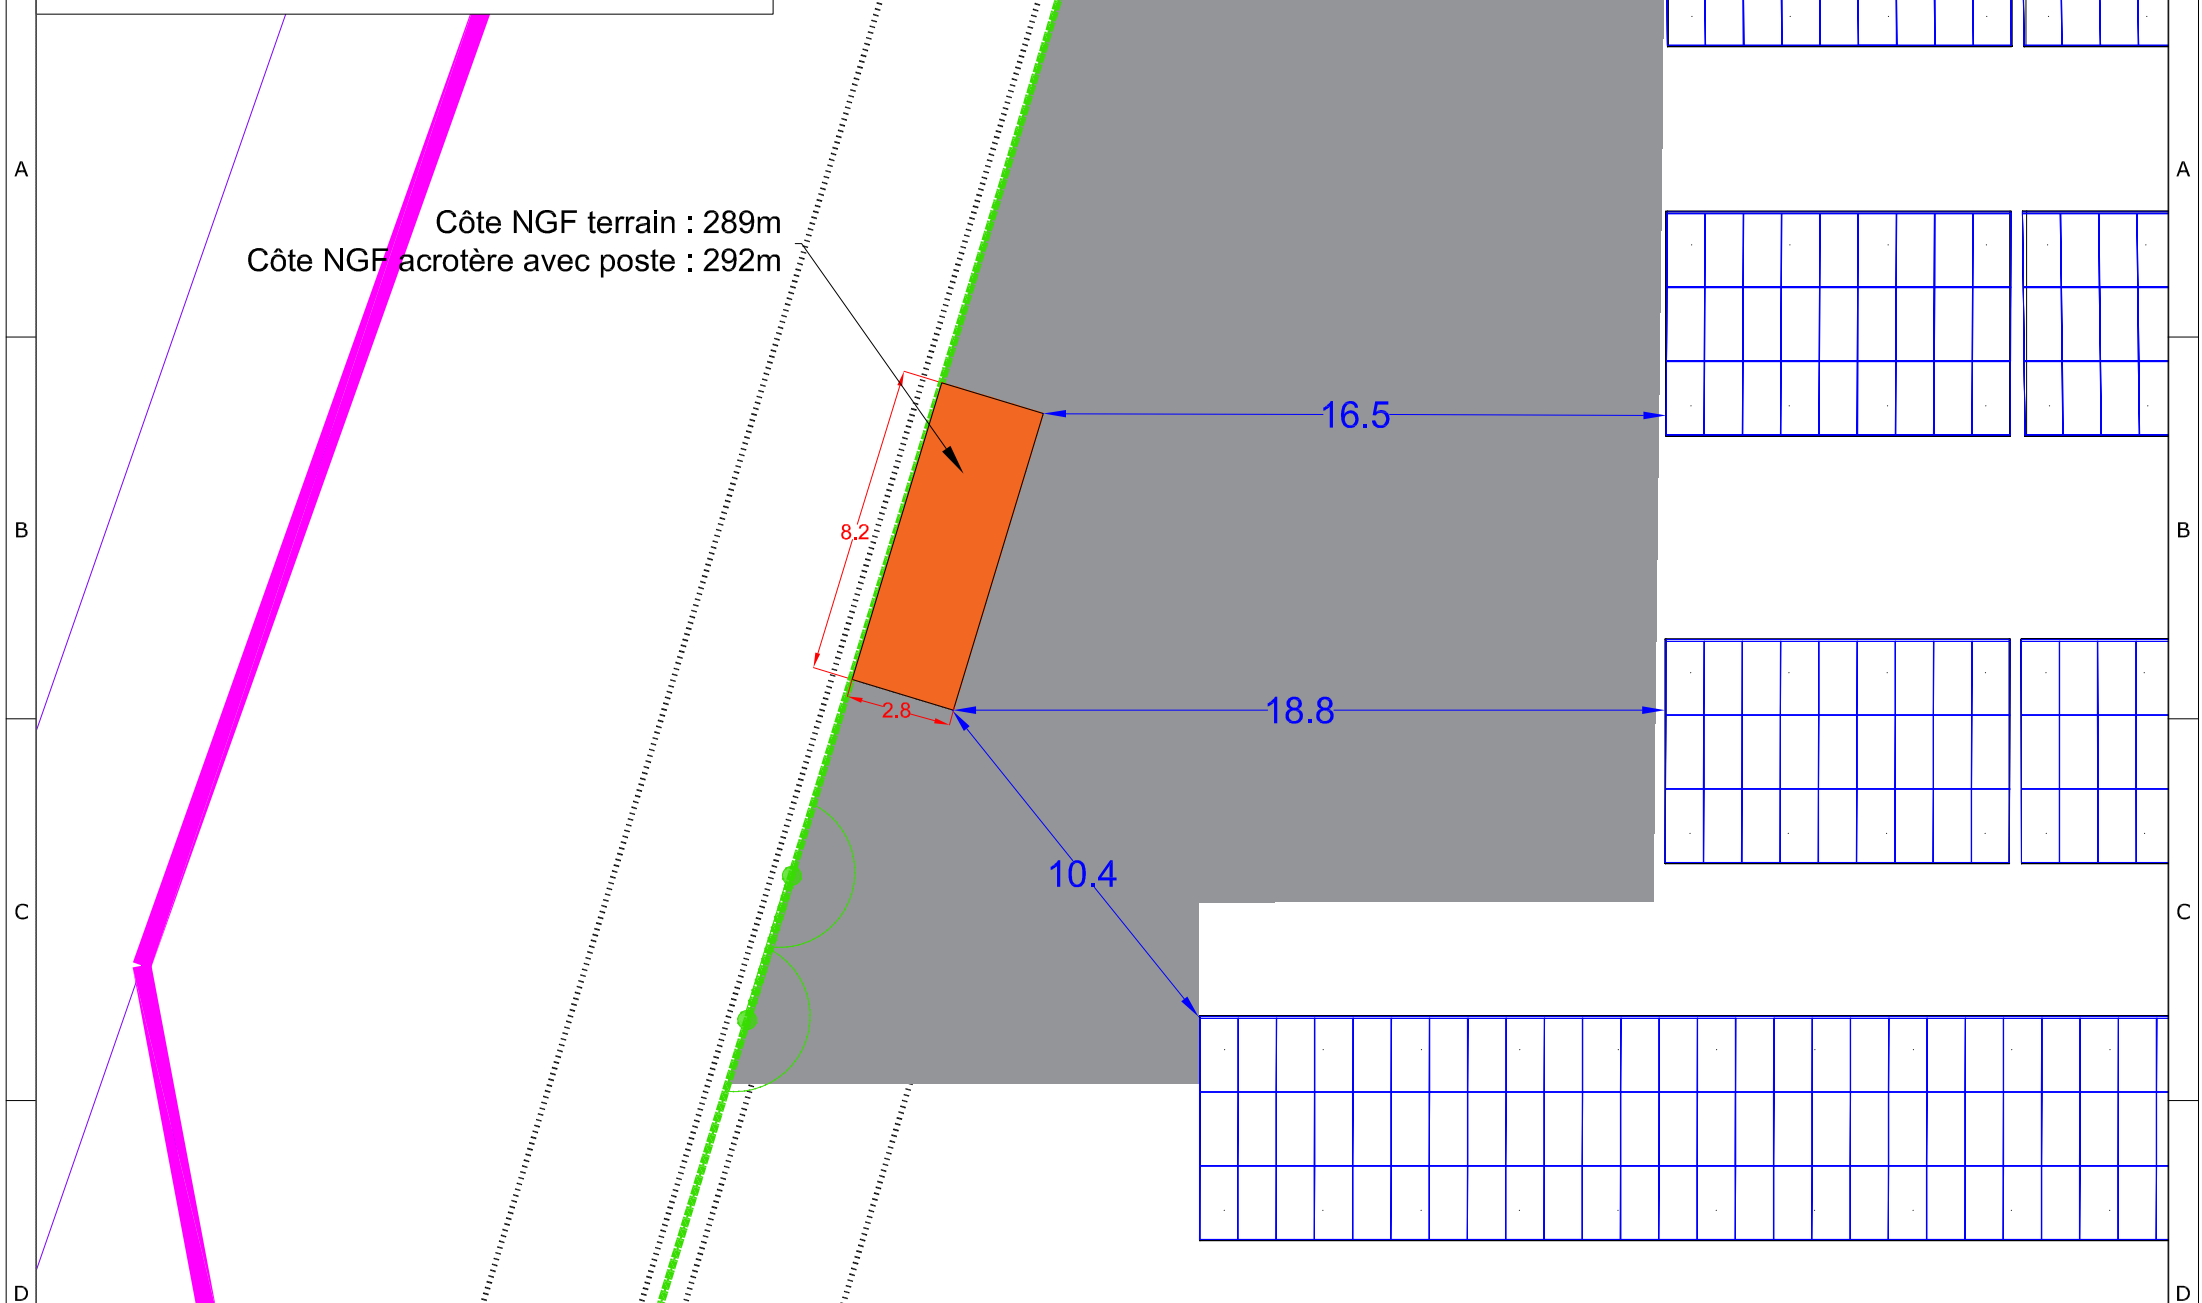 A
A
Côte NGF terrain : 289m
Côte NGF acrotère avec poste : 292m
16.5
8.2
B
B
2.8
18.8
10.4
C
C
D
D